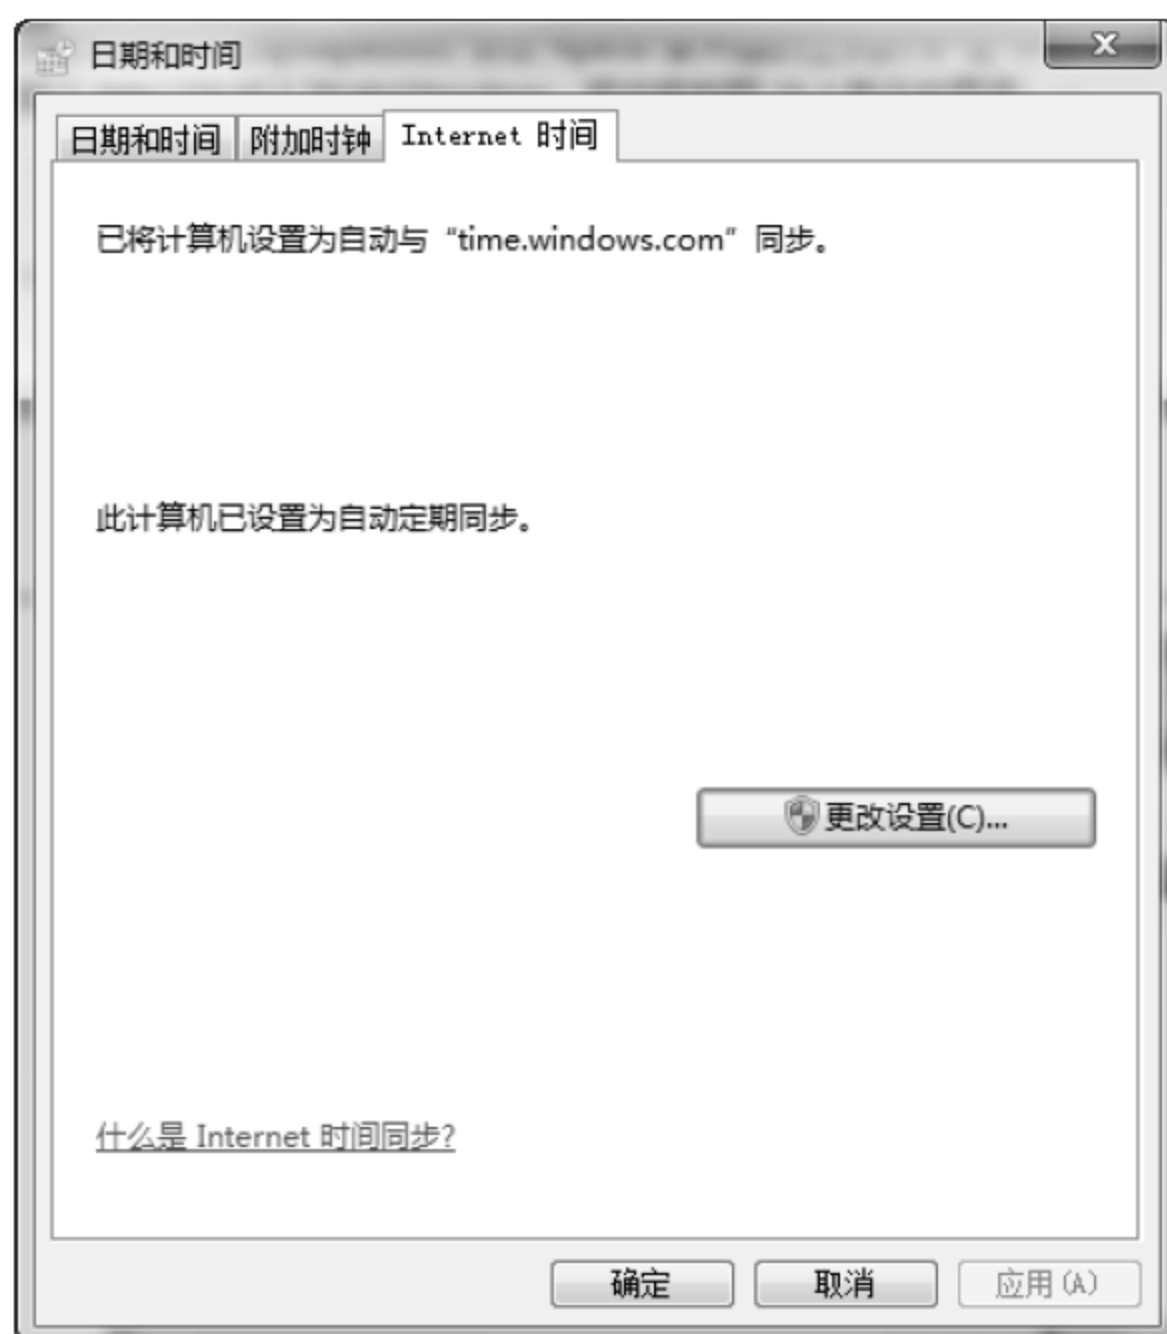 日期和时间
日期和时间 附加时钟 Internet 时间
已将计算机设置为自动与“time.windows.com”同步。
此计算机已设置为自动定期同步。
更改设置(C)...
什么是 Internet 时间同步?
确定 取消 应用(A)